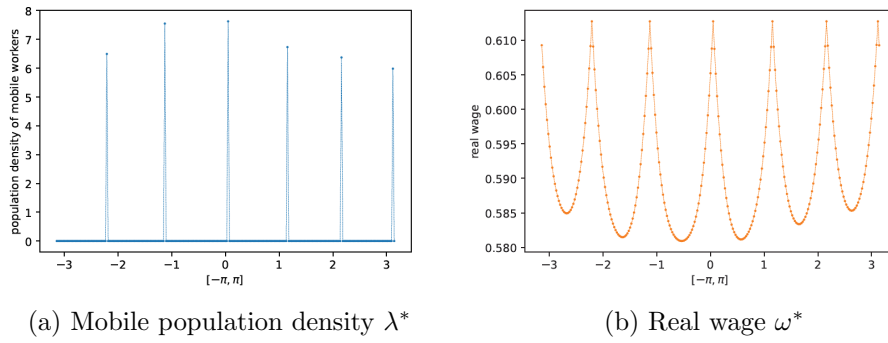 population density of mobile workers
8
7
6
5
4
3
2
1
0
−3 −2 −1 0 1 2 3
[−π, π]
real wage
0.610
0.605
0.600
0.595
0.590
0.585
0.580
−3 −2 −1 0 1 2 3
[−π, π]
(a) Mobile population density λ*
(b) Real wage ω*